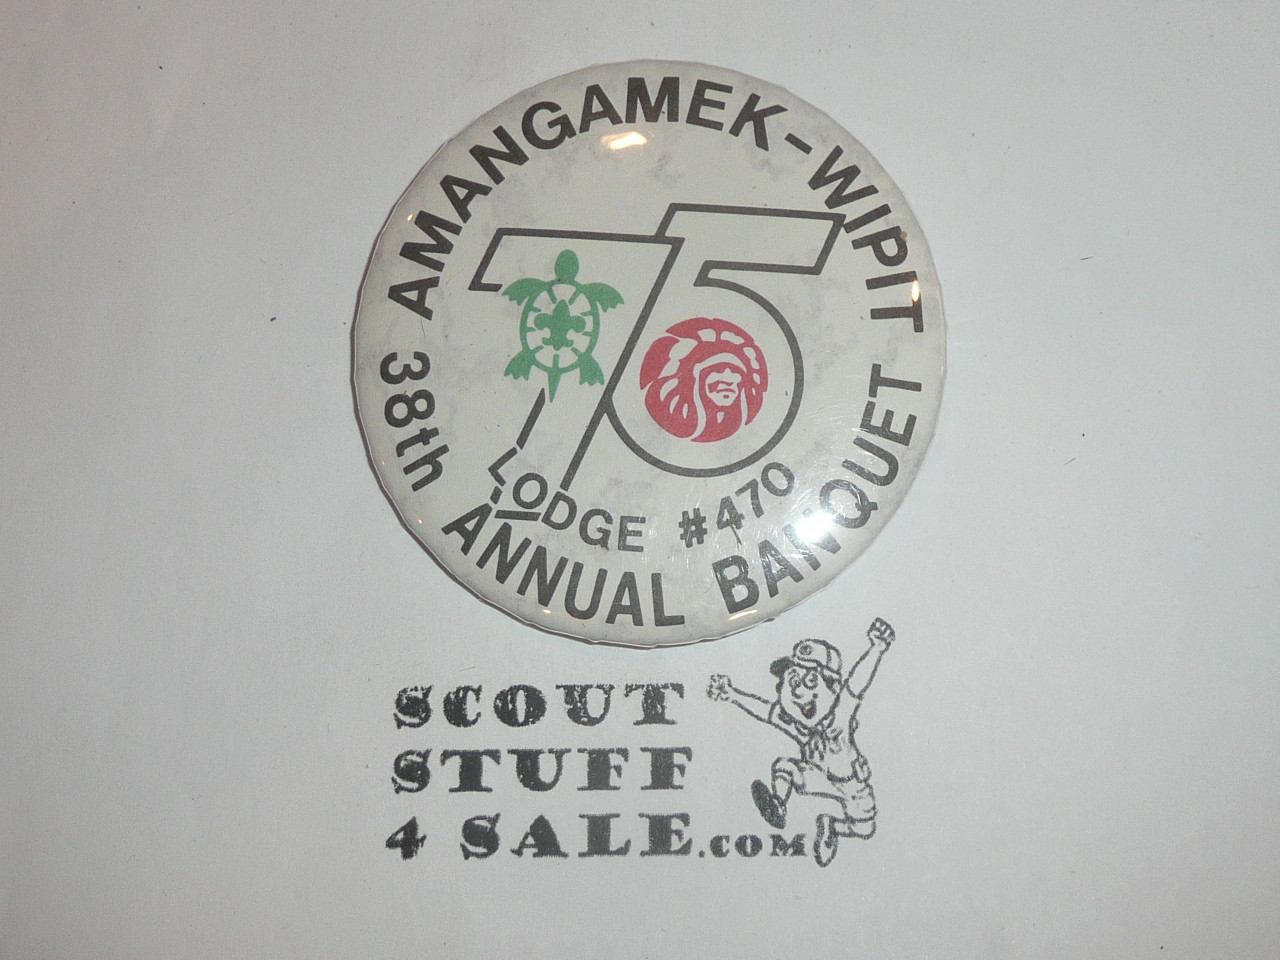 AMANGAMEK-WIPIT
75
LODGE #470
38th ANNUAL BANQUET
SCOUT
STUFF
4 SALE.COM